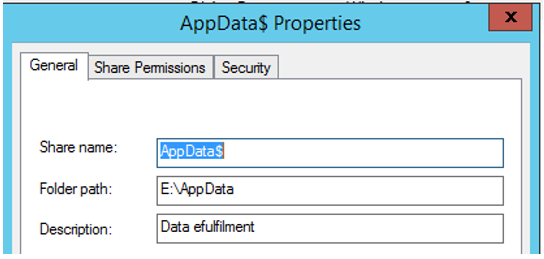 AppData$ Properties
X
General
Share Permissions
Security
Share name:
AppData$
Folder path:
E:\AppData
Description:
Data efulfilment